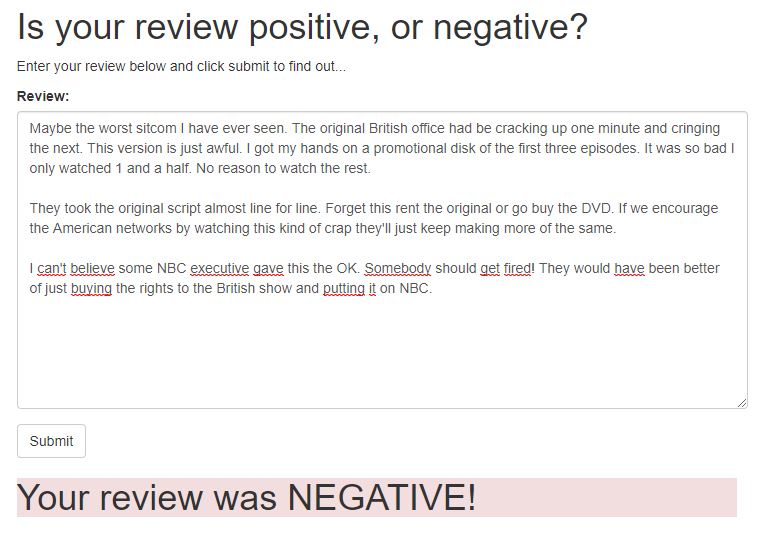 Is your review positive, or negative?
Enter your review below and click submit to find out...
Review:
Maybe the worst sitcom I have ever seen. The original British office had be cracking up one minute and cringing
the next. This version is just awful. I got my hands on a promotional disk of the first three episodes. It was so bad I
only watched 1 and a half. No reason to watch the rest.
They took the original script almost line for line. Forget this rent the original or go buy the DVD. If we encourage
the American networks by watching this kind of crap they'll just keep making more of the same.
I can't believe some NBC executive gave this the OK. Somebody should get fired! They would have been better
of just buying the rights to the British show and putting it on NBC.
Submit
Your review was NEGATIVE!